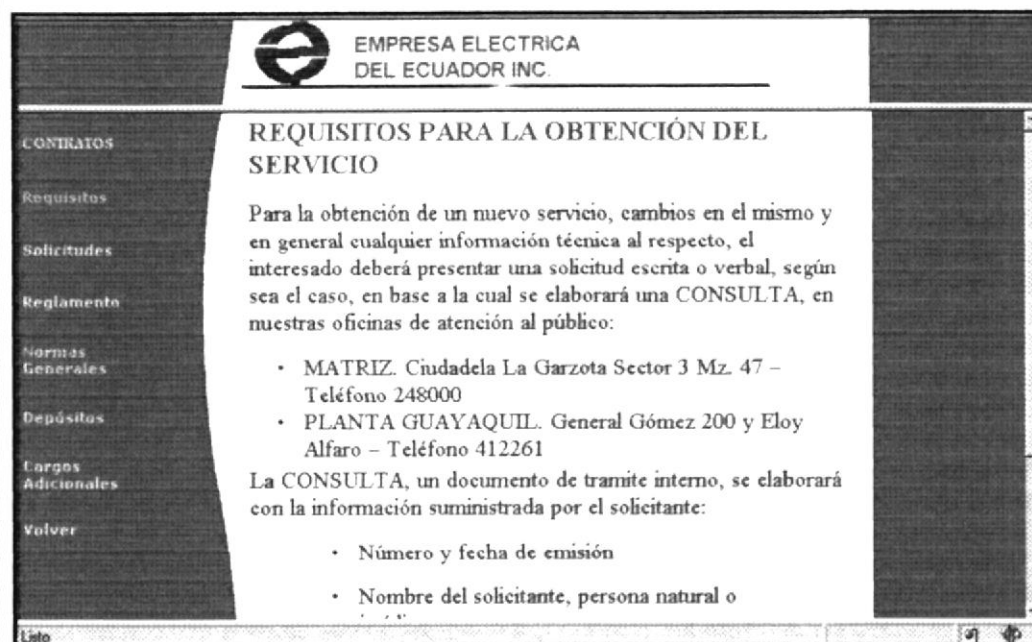 EMPRESA ELECTRICA
DEL ECUADOR INC.
CONTRATOS
Requisitos
Solicitudes
Reglamento
Normas
Generales
Depósitos
Cargos
Adicionales
Volver
REQUISITOS PARA LA OBTENCIÓN DEL
SERVICIO
Para la obtención de un nuevo servicio, cambios en el mismo y
en general cualquier información técnica al respecto, el
interesado deberá presentar una solicitud escrita o verbal, según
sea el caso, en base a la cual se elaborará una CONSULTA, en
nuestras oficinas de atención al público:
• MATRIZ. Ciudadela La Garzota Sector 3 Mz. 47 –
Teléfono 248000
• PLANTA GUAYAQUIL. General Gómez 200 y Eloy
Alfaro – Teléfono 412261
La CONSULTA, un documento de tramite interno, se elaborará
con la información suministrada por el solicitante:
• Número y fecha de emisión
• Nombre del solicitante, persona natural o
Listo